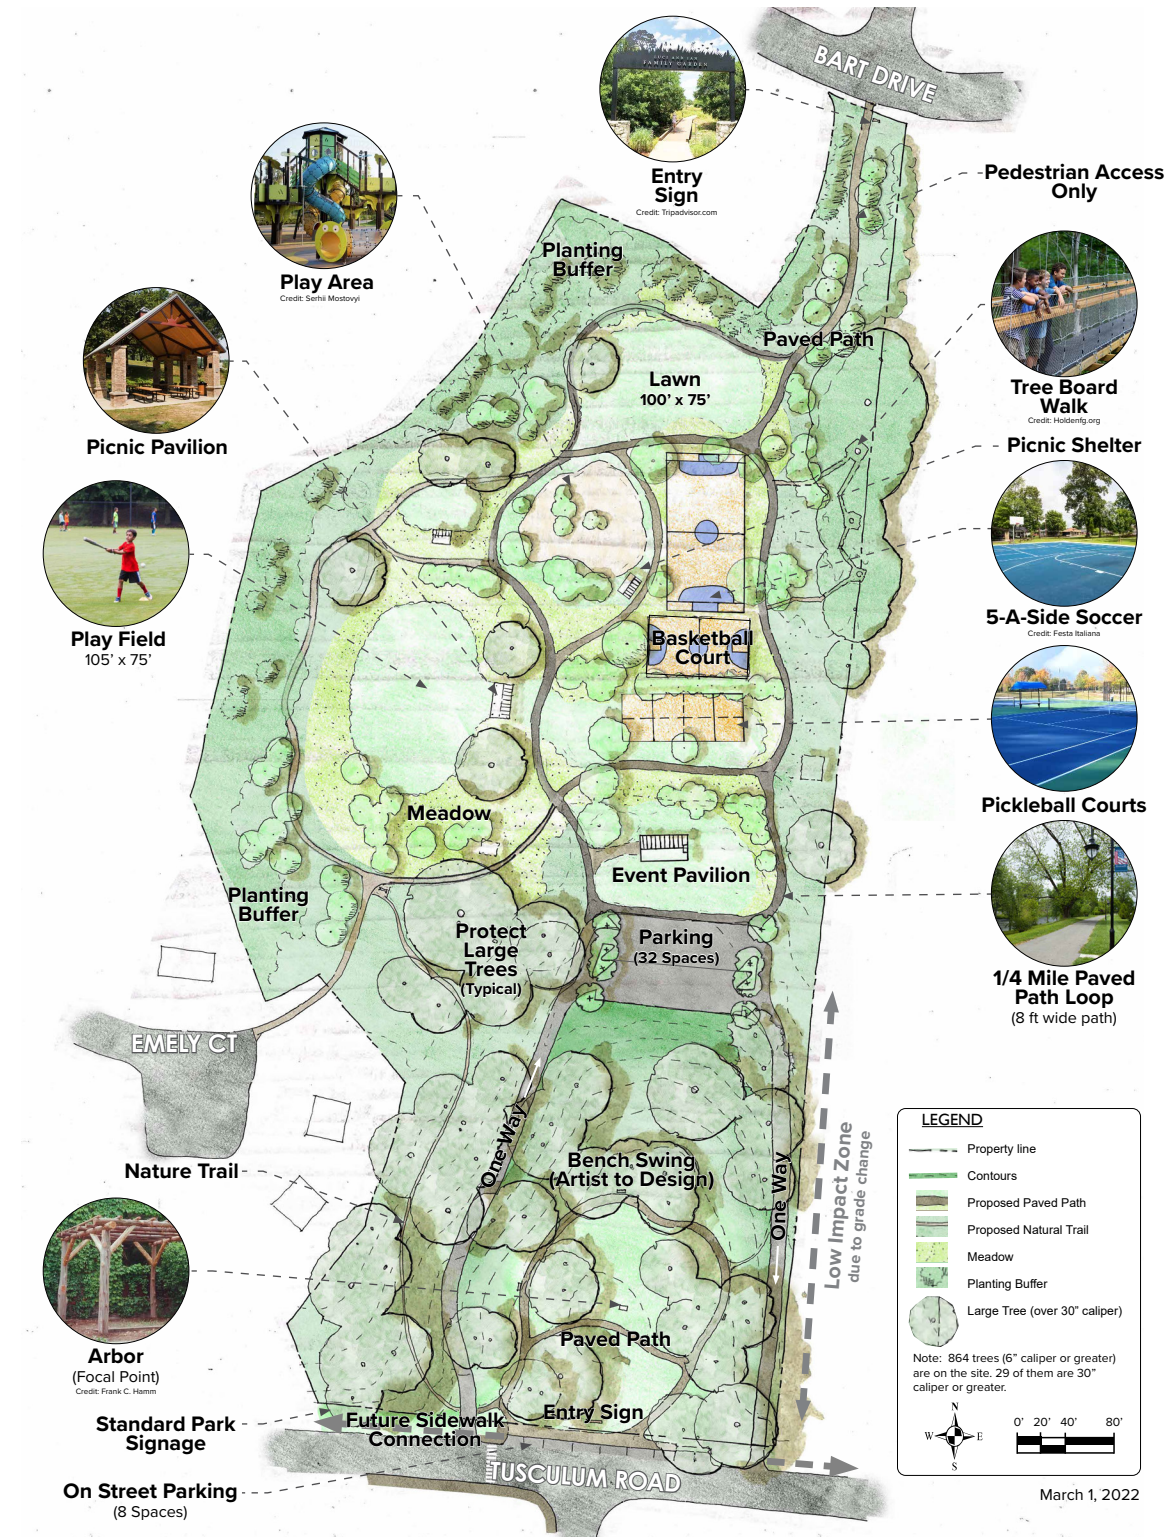 BART DRIVE
FAMILY GARDEN
Entry
Sign
Credit: Tripadvisor.com
Pedestrian Access
Only
Play Area
Credit: Serhii Mostovyi
Planting
Buffer
Paved Path
Lawn
100’ x 75’
Tree Board
Walk
Credit: Holdenfg.org
Picnic Pavilion
Picnic Shelter
Play Field
105’ x 75’
5-A-Side Soccer
Credit: Festa Italiana
Basketball
Court
Pickleball Courts
Meadow
Event Pavilion
Planting
Buffer
Protect
Large
Trees
(Typical)
Parking
(32 Spaces)
1/4 Mile Paved
Path Loop
(8 ft wide path)
EMELY CT
One Way
Bench Swing
(Artist to Design)
One Way
Low Impact Zone
due to grade change
Nature Trail
Arbor
(Focal Point)
Credit: Frank C. Hamm
Paved Path
Entry Sign
Standard Park
Signage
Future Sidewalk
Connection
TUSCULUM ROAD
On Street Parking
(8 Spaces)
LEGEND
Property line
Contours
Proposed Paved Path
Proposed Natural Trail
Meadow
Planting Buffer
Large Tree (over 30” caliper)
Note: 864 trees (6” caliper or greater)
are on the site. 29 of them are 30”
caliper or greater.
N
W E
S
0’ 20’ 40’ 80’
March 1, 2022